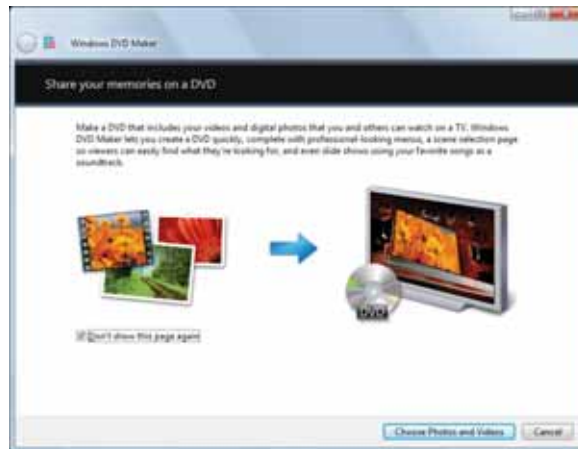 Windows DVD Maker
Share your memories on a DVD
Make a DVD that includes your videos and digital photos that you and others can watch on a TV. Windows
DVD Maker lets you create a DVD quickly, complete with professional-looking menus, a scene selection page
so viewers can easily find what they're looking for, and even slide shows using your favorite songs as a
soundtrack.
DVD
Don't show this page again
Choose Photos and Videos Cancel